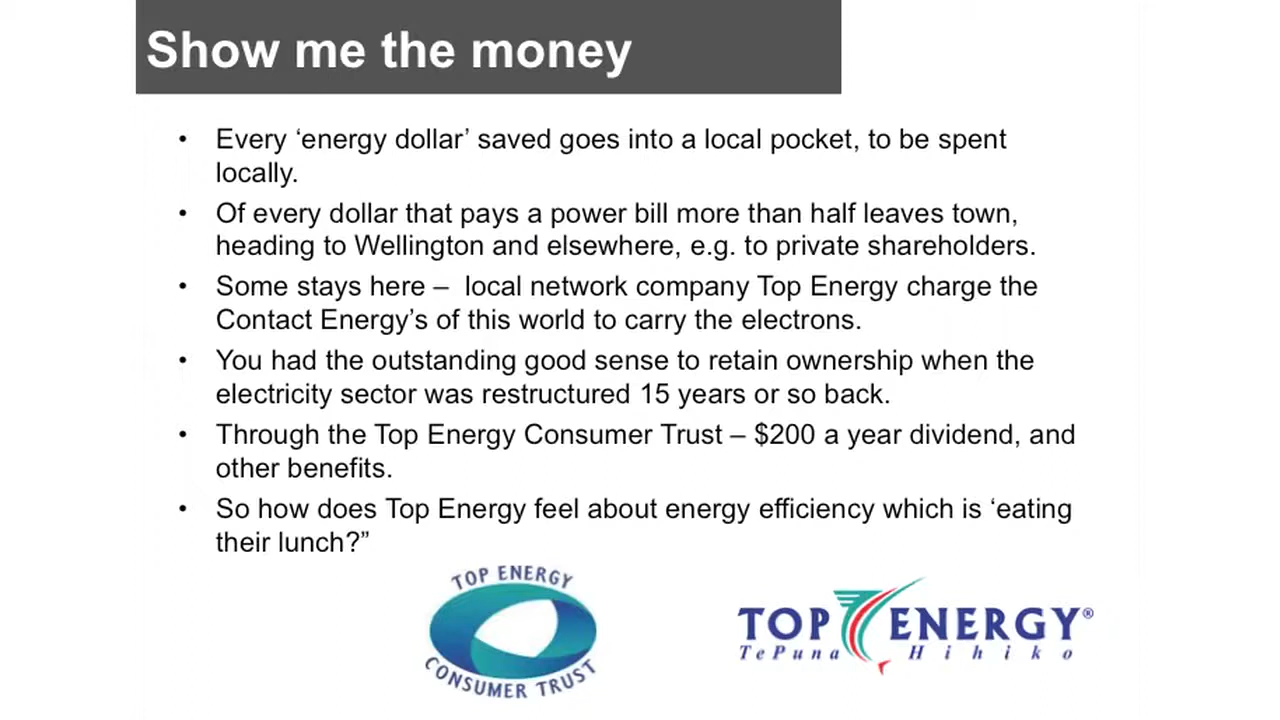 Show me the money
• Every ‘energy dollar’ saved goes into a local pocket, to be spent
locally.
• Of every dollar that pays a power bill more than half leaves town,
heading to Wellington and elsewhere, e.g. to private shareholders.
• Some stays here – local network company Top Energy charge the
Contact Energy’s of this world to carry the electrons.
• You had the outstanding good sense to retain ownership when the
electricity sector was restructured 15 years or so back.
• Through the Top Energy Consumer Trust – $200 a year dividend, and
other benefits.
• So how does Top Energy feel about energy efficiency which is ‘eating
their lunch?”
TOP ENERGY
CONSUMER TRUST
TOP ENERGY®
TePuna Hihiko